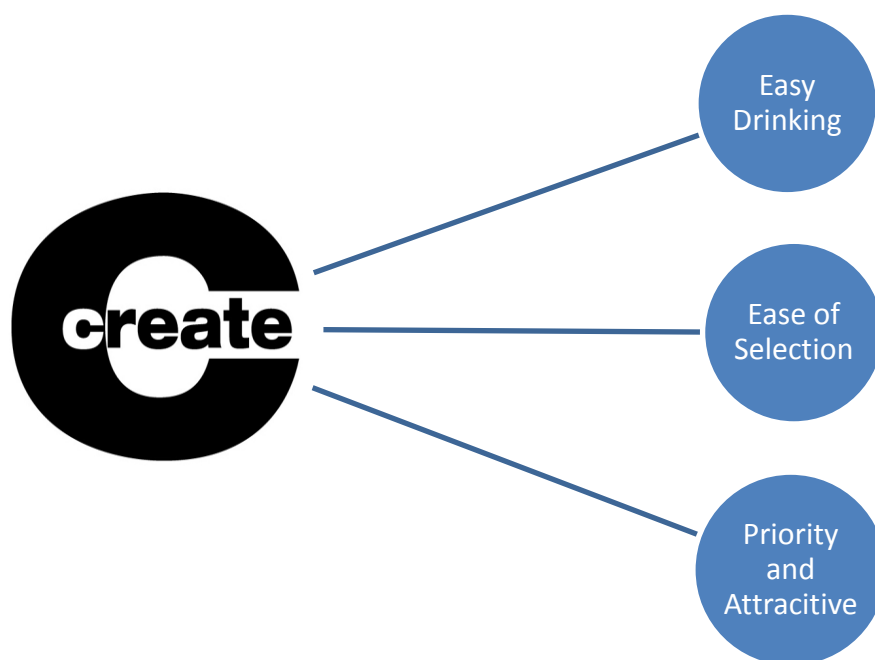 create
Easy
Drinking
Ease of
Selection
Priority
and
Attracitive